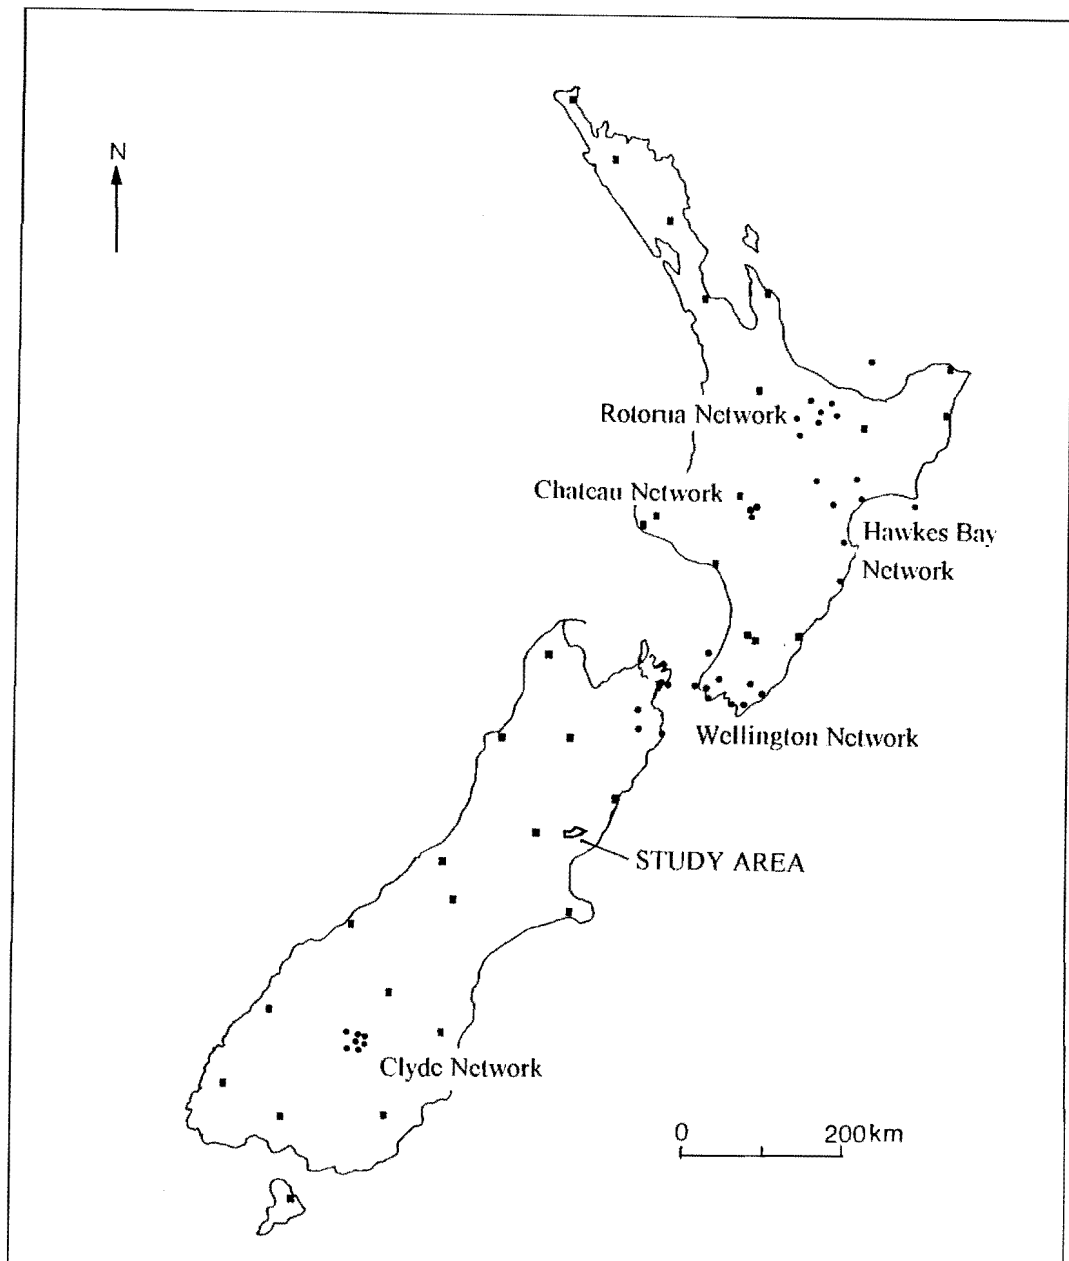 N
Rotorua Network
Chateau Network
Hawkes Bay
Network
Wellington Network
STUDY AREA
Clyde Network
0 200km